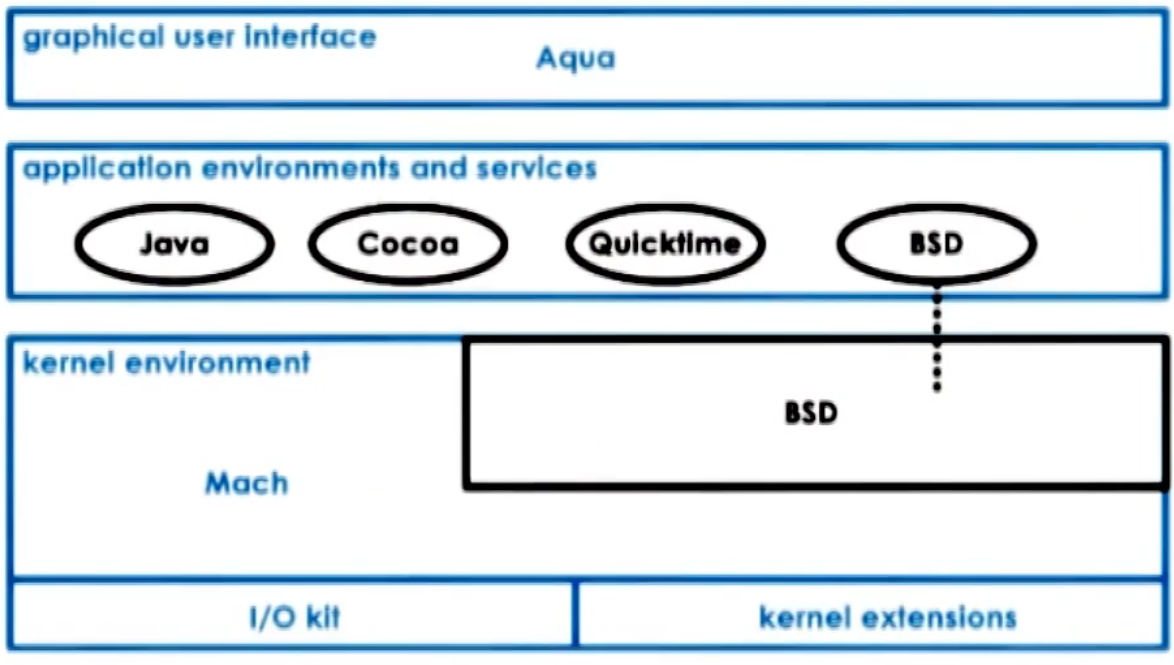 graphical user interface
Aqua
application environments and services
Java
Cocoa
Quicktime
BSD
kernel environment
BSD
Mach
I/O kit
kernel extensions